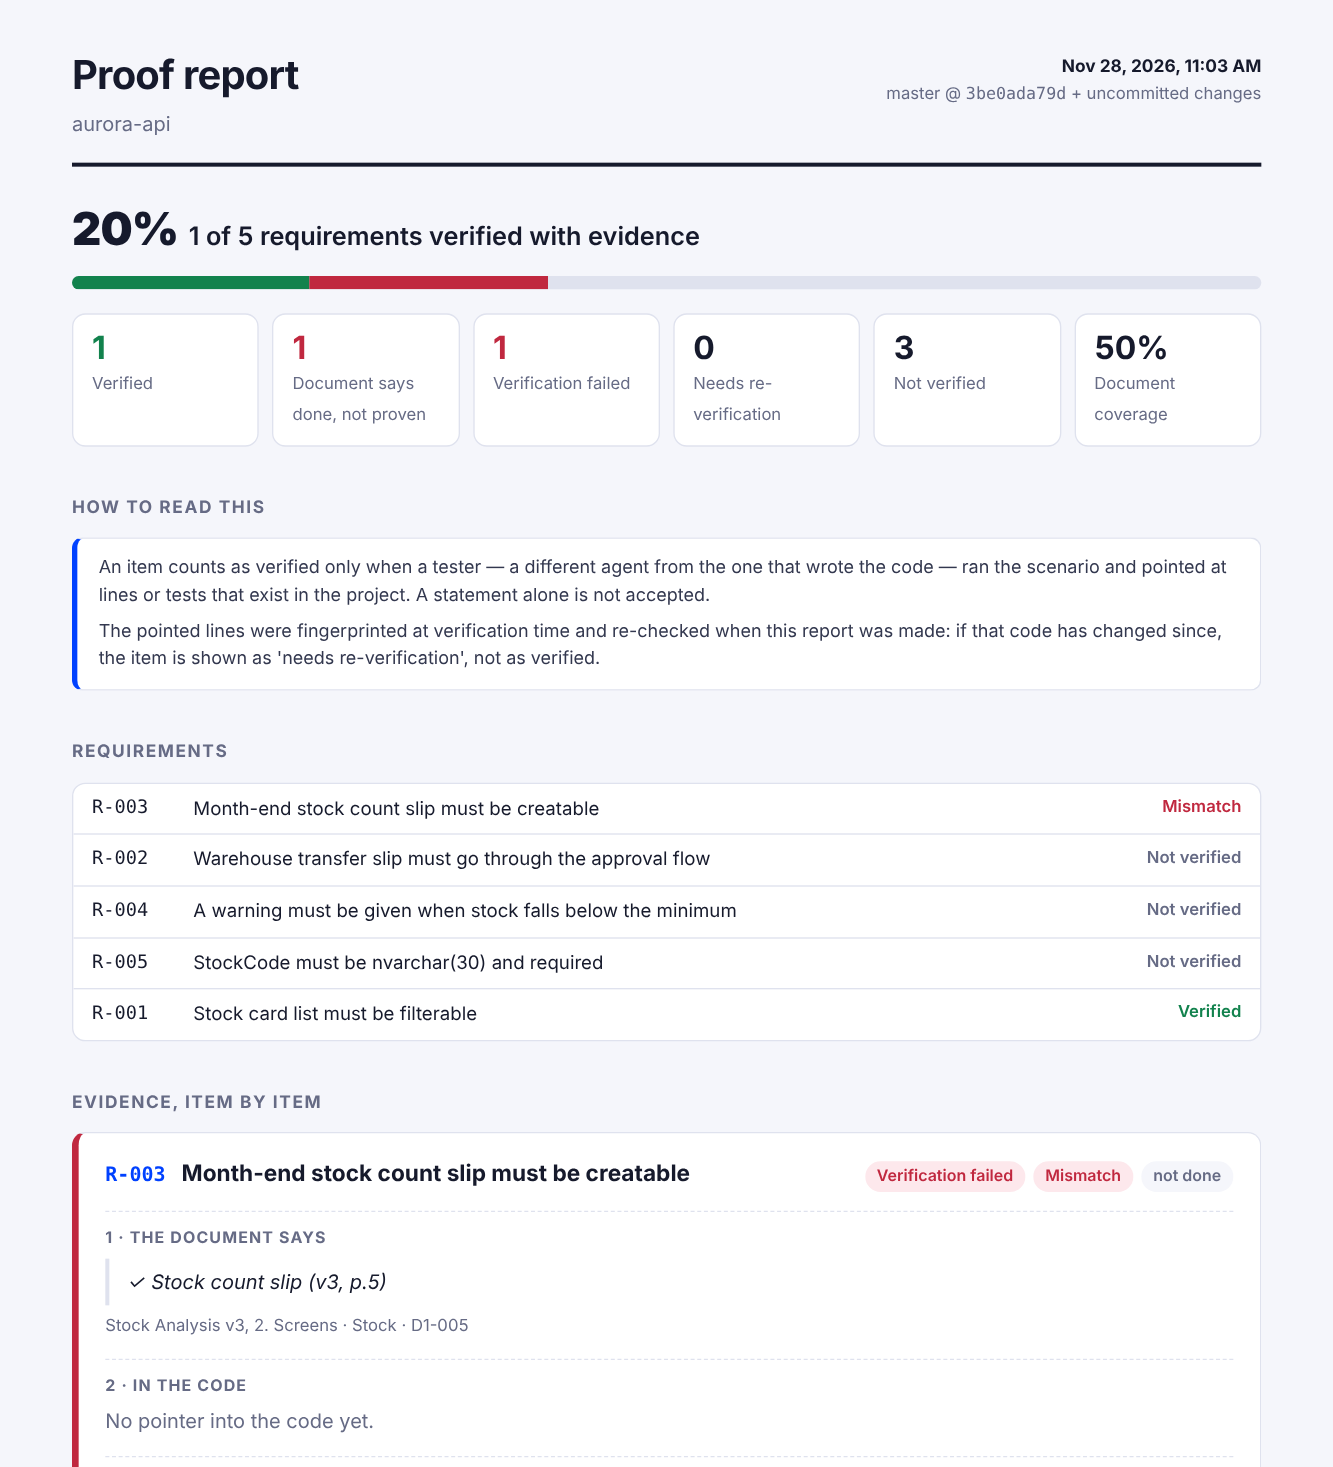 Proof report
aurora-api
Nov 28, 2026, 11:03 AM
master @ 3be0ada79d + uncommitted changes
20% 1 of 5 requirements verified with evidence
1
Verified
1
Document says
done, not proven
1
Verification failed
0
Needs re-
verification
3
Not verified
50%
Document
coverage
HOW TO READ THIS
An item counts as verified only when a tester — a different agent from the one that wrote the code — ran the scenario and pointed at
lines or tests that exist in the project. A statement alone is not accepted.
The pointed lines were fingerprinted at verification time and re-checked when this report was made: if that code has changed since,
the item is shown as 'needs re-verification', not as verified.
REQUIREMENTS
R-003 Month-end stock count slip must be creatable Mismatch
R-002 Warehouse transfer slip must go through the approval flow Not verified
R-004 A warning must be given when stock falls below the minimum Not verified
R-005 StockCode must be nvarchar(30) and required Not verified
R-001 Stock card list must be filterable Verified
EVIDENCE, ITEM BY ITEM
R-003 Month-end stock count slip must be creatable Verification failed Mismatch not done
1 · THE DOCUMENT SAYS
✓ Stock count slip (v3, p.5)
Stock Analysis v3, 2. Screens · Stock · D1-005
2 · IN THE CODE
No pointer into the code yet.